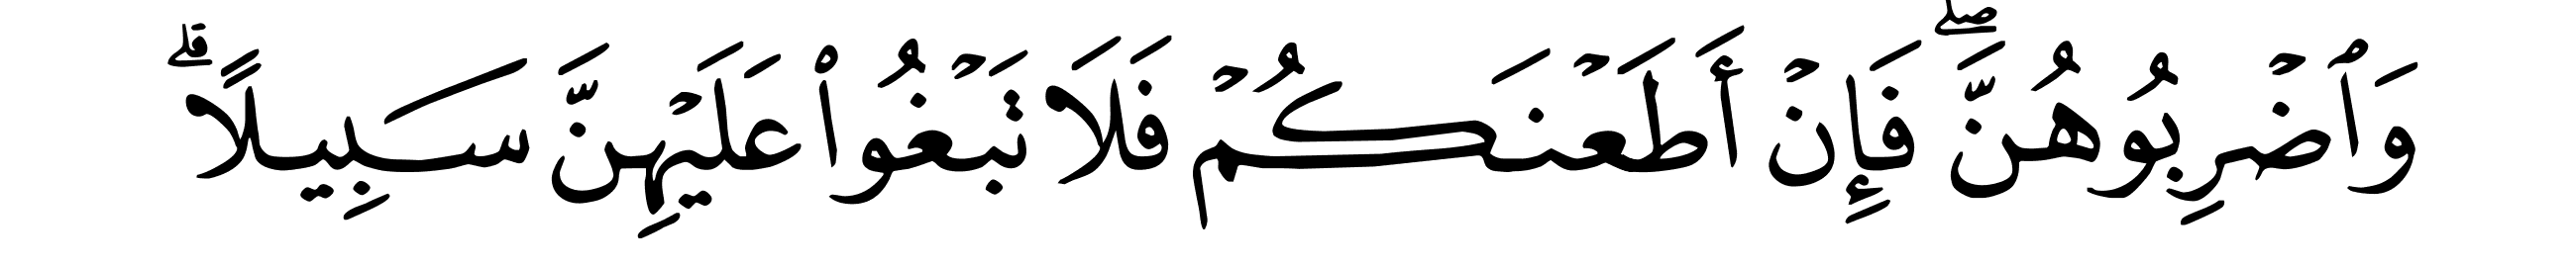 وَٱضْرِبُوهُنَّۖ فَإِنْ أَطَعْنَكُمْ فَلَا تَبْغُوا۟ عَلَيْهِنَّ سَبِيلًاۗ